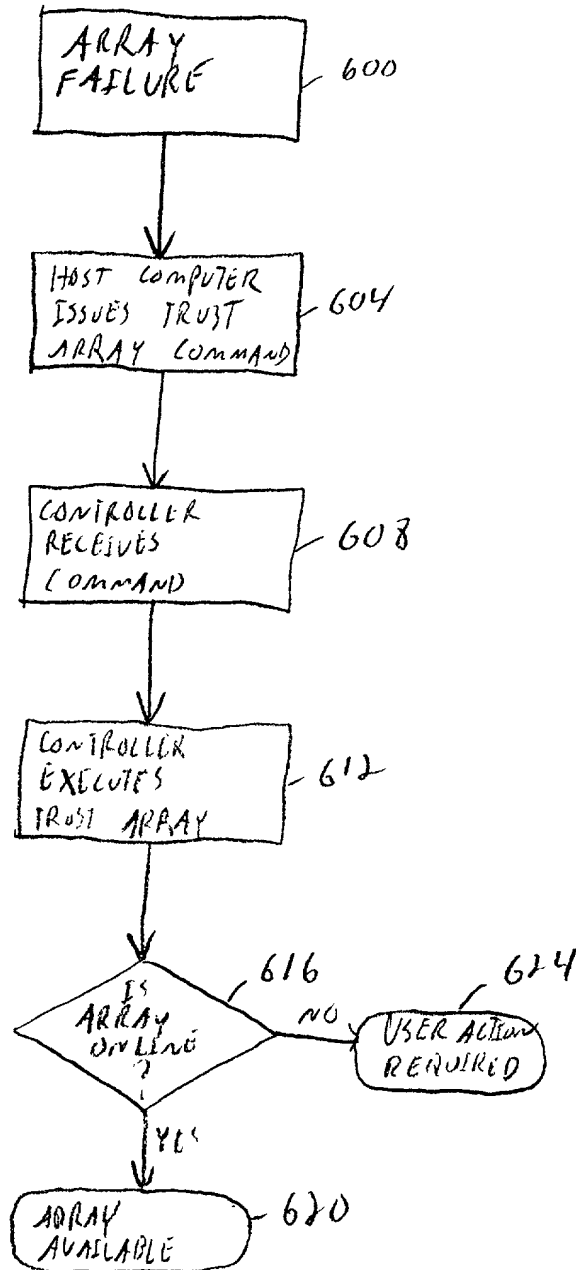 ARRAY
FAILURE
600
HOST COMPUTER
ISSUES TRUST
ARRAY COMMAND
604
CONTROLLER
RECEIVES
COMMAND
608
CONTROLLER
EXECUTES
TRUST ARRAY
612
IS
ARRAY
ONLINE
?
616
NO
USER ACTION
REQUIRED
624
YES
ARRAY
AVAILABLE
620